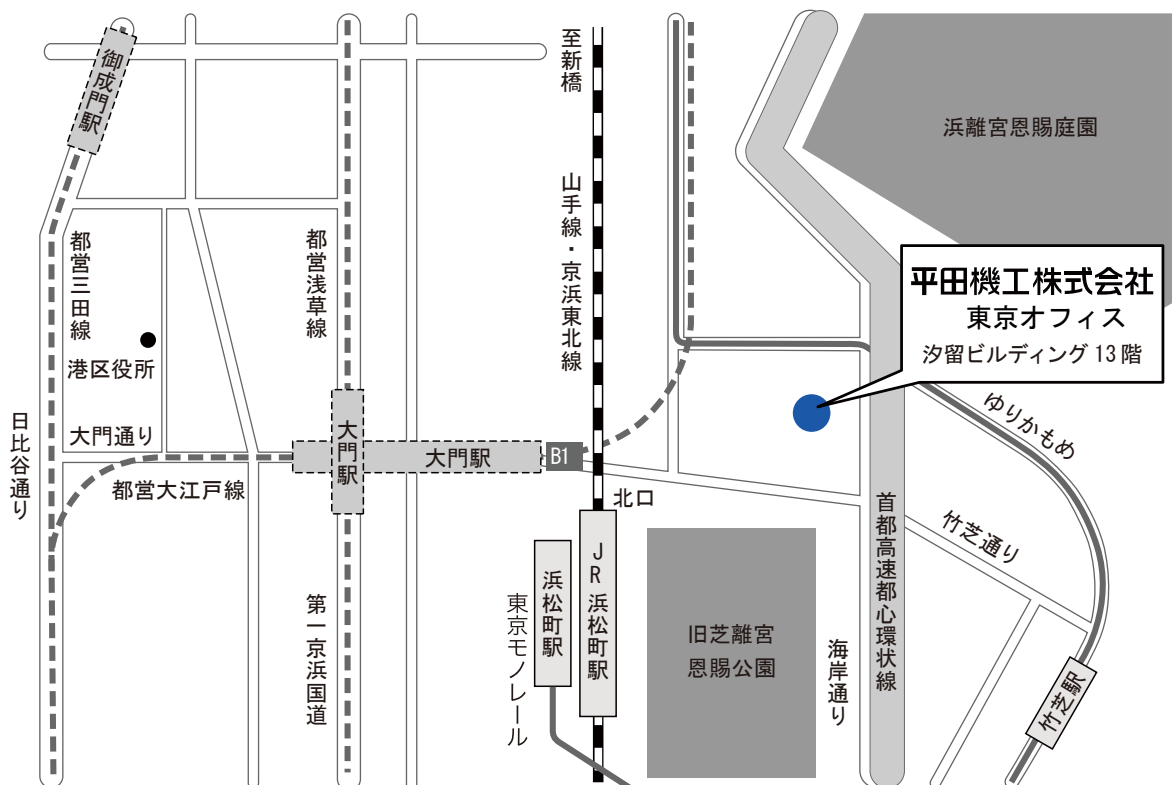 至新橋
御成門駅
浜離宮恩賜庭園
山手線・京浜東北線
都営三田線
都営浅草線
平田機工株式会社
東京オフィス
汐留ビルディング 13 階
港区役所
ゆりかもめ
日比谷通り
大門通り
大門駅
大門駅
B1
都営大江戸線
北口
首都高速都心環状線
竹芝通り
JR 浜松町駅
浜松町駅
東京モノレール
第一京浜国道
旧芝離宮
恩賜公園
海岸通り
竹芝駅